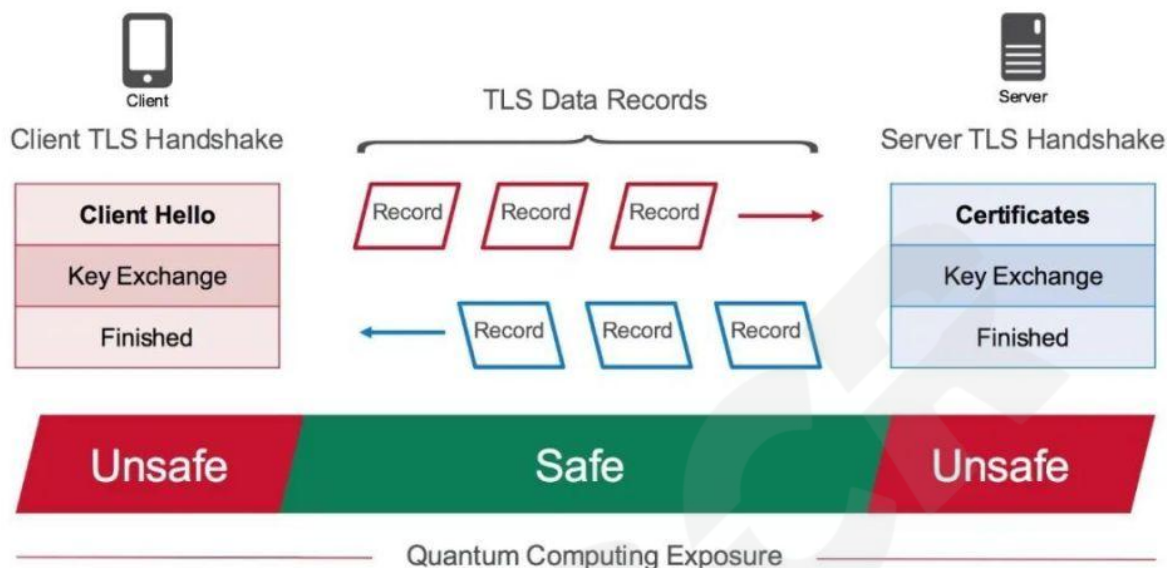 Client
Server
TLS Data Records
Client TLS Handshake
Server TLS Handshake
Client Hello
Key Exchange
Finished
Record Record Record
Record Record Record
Certificates
Key Exchange
Finished
Unsafe Safe Unsafe
Quantum Computing Exposure